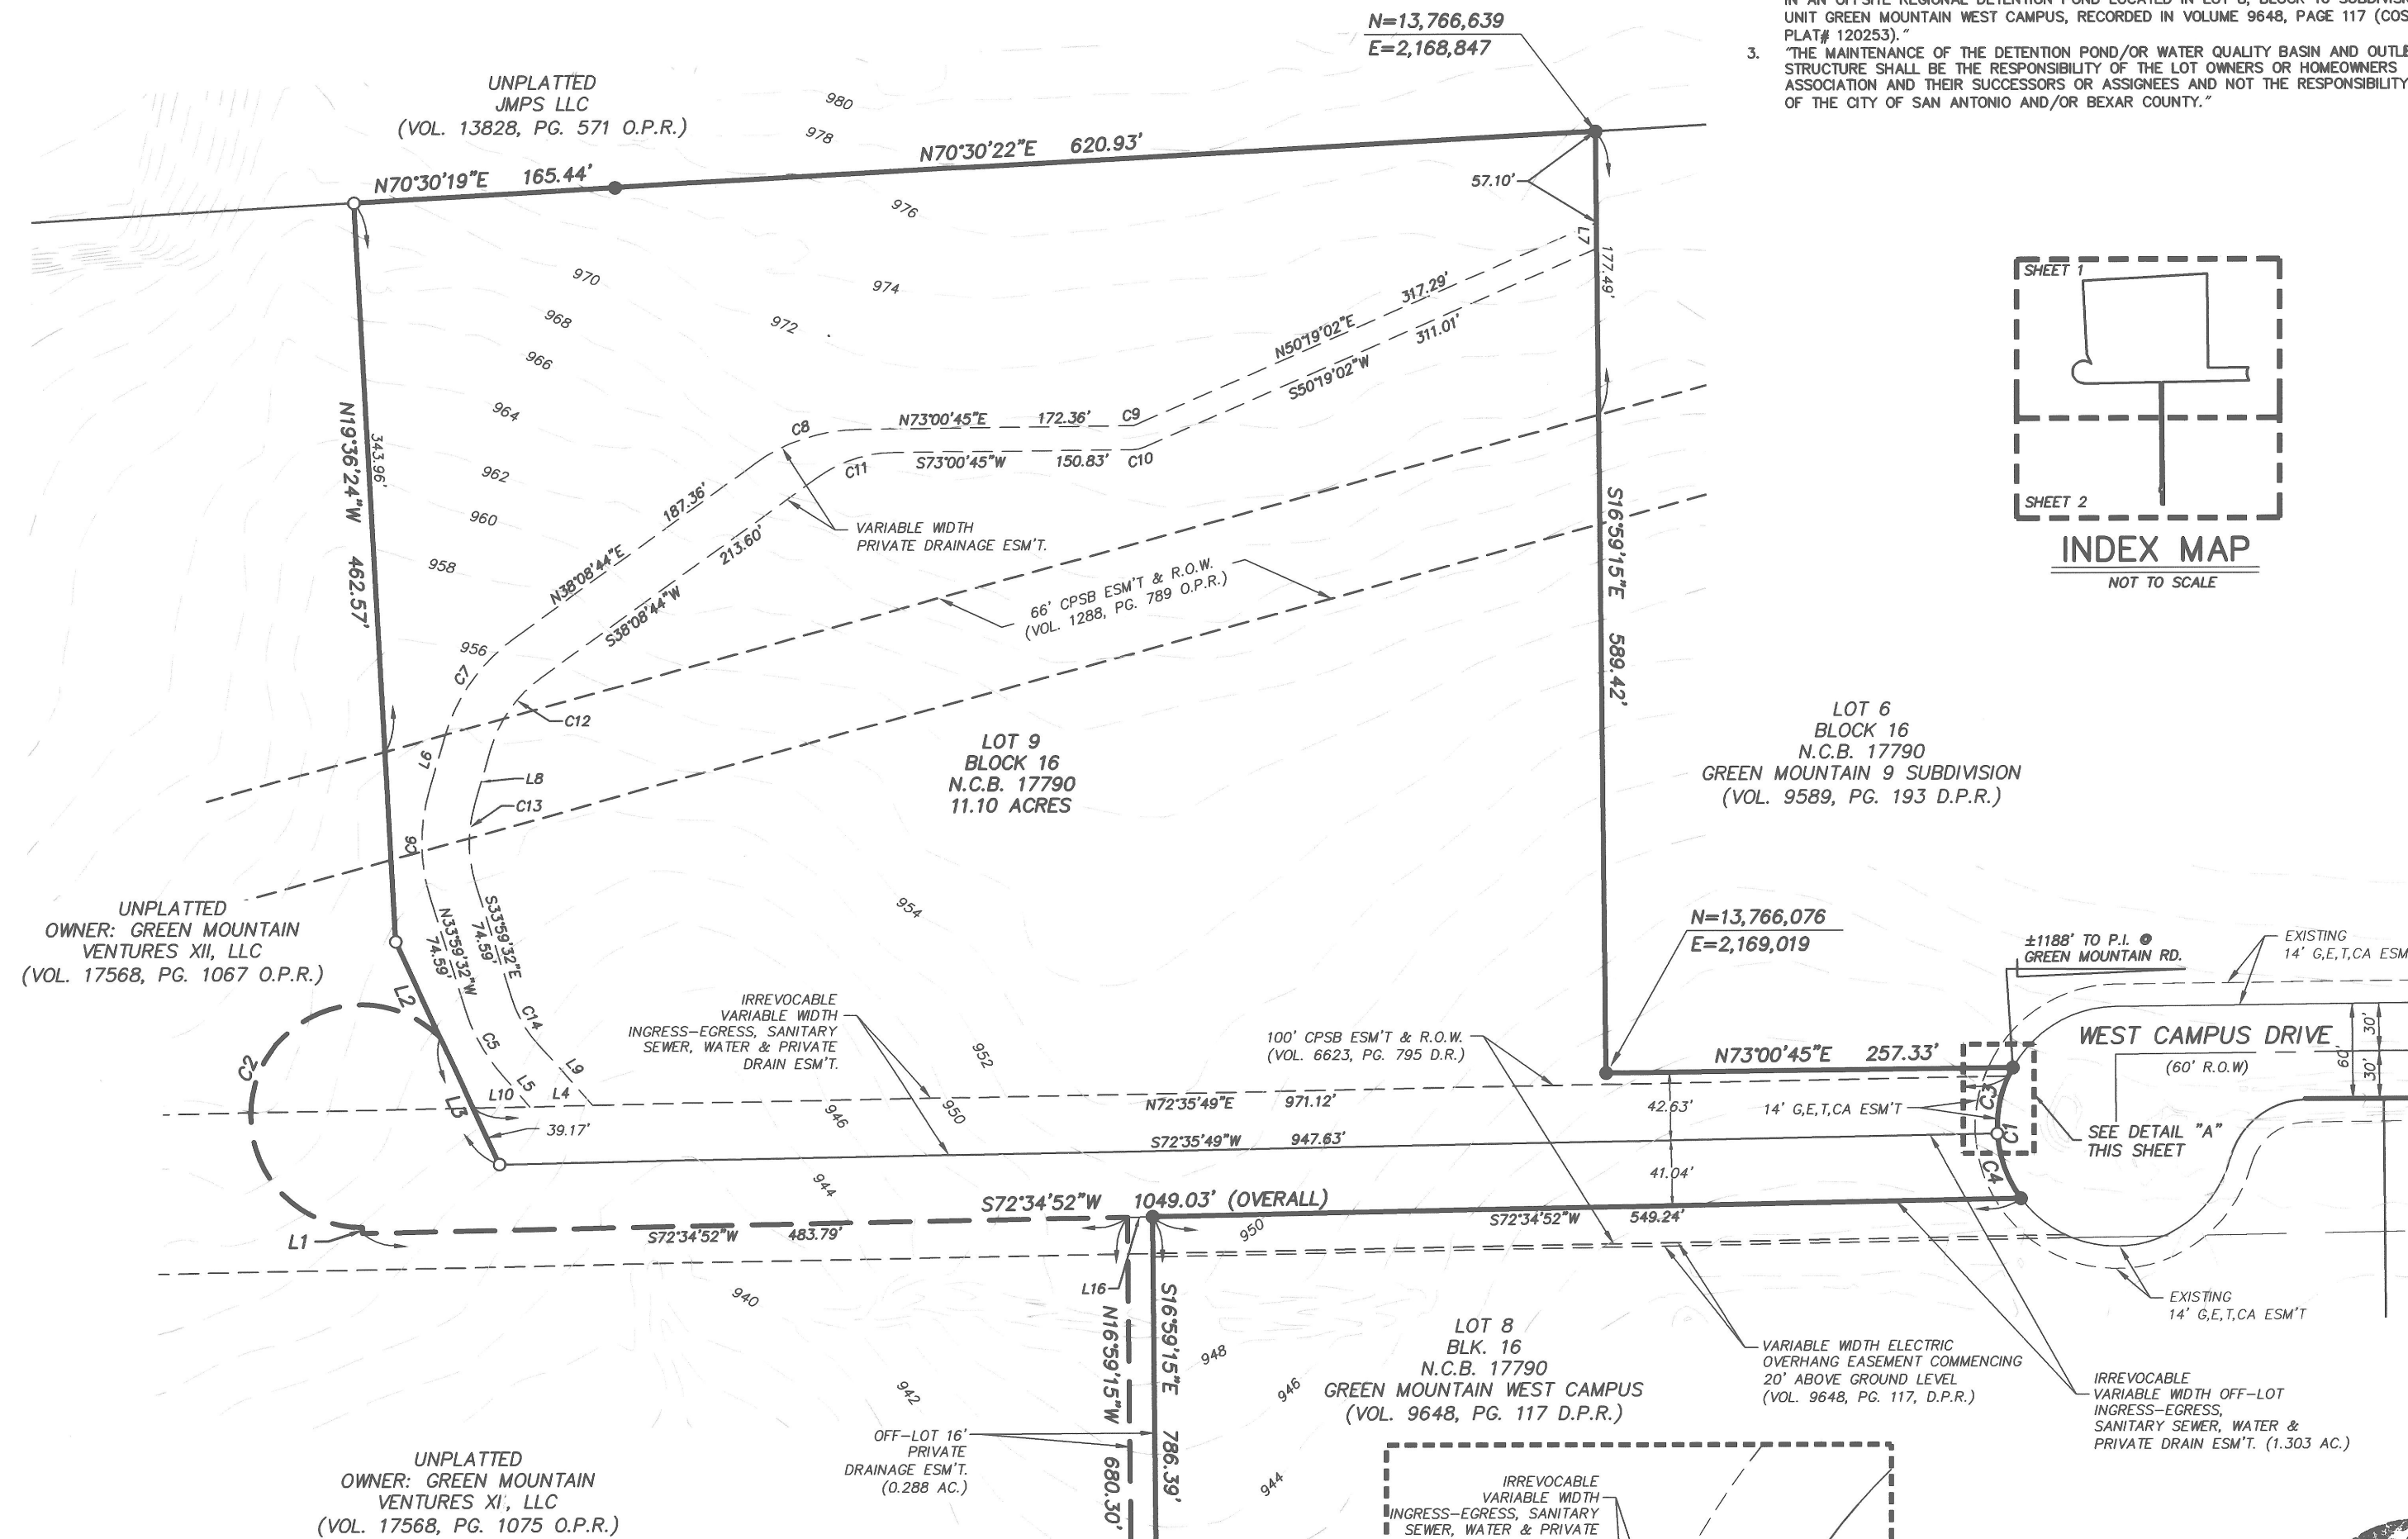 UNIT GREEN MOUNTAIN WEST CAMPUS, RECORDED IN VOLUME 9648, PAGE 117 (COS
PLAT# 120253)."
3. "THE MAINTENANCE OF THE DETENTION POND/OR WATER QUALITY BASIN AND OUTLE
STRUCTURE SHALL BE THE RESPONSIBILITY OF THE LOT OWNERS OR HOMEOWNERS
ASSOCIATION AND THEIR SUCCESSORS OR ASSIGNEES AND NOT THE RESPONSIBILITY
OF THE CITY OF SAN ANTONIO AND/OR BEXAR COUNTY."
N=13,766,639
E=2,168,847
UNPLATTED
JMPS LLC
(VOL. 13828, PG. 571 O.P.R.)
980
978
N70°30'19"E 165.44'
N70°30'22"E 620.93'
57.10'
L7
177.49'
976
974
972
970
968
966
964
962
960
958
956
N19°36'24"W 462.57'
343.96'
317.29'
N50°19'02"E
311.01'
S50°19'02"W
C8
N73°00'45"E 172.36'
C9
C11
S73°00'45"W 150.83'
C10
187.36'
N38°08'44"E
213.60'
S38°08'44"W
VARIABLE WIDTH
PRIVATE DRAINAGE ESM'T.
66' CPSB ESM'T & R.O.W.
(VOL. 1288, PG. 789 O.P.R.)
S16°59'15"E 589.42'
SHEET 1
SHEET 2
INDEX MAP
NOT TO SCALE
C7
C12
L6
L8
C13
C6
LOT 9
BLOCK 16
N.C.B. 17790
11.10 ACRES
LOT 6
BLOCK 16
N.C.B. 17790
GREEN MOUNTAIN 9 SUBDIVISION
(VOL. 9589, PG. 193 D.P.R.)
UNPLATTED
OWNER: GREEN MOUNTAIN
VENTURES XII, LLC
(VOL. 17568, PG. 1067 O.P.R.)
N33°59'32"W
74.59'
S33°59'32"E
74.59'
954
952
950
946
944
N=13,766,076
E=2,169,019
±1188' TO P.I. @
GREEN MOUNTAIN RD.
EXISTING
14' G,E,T,CA ESM
L2
C2
C14
C5
L9
L5
L10
L4
L3
39.17'
L1
IRREVOCABLE
VARIABLE WIDTH
INGRESS-EGRESS, SANITARY
SEWER, WATER & PRIVATE
DRAIN ESM'T.
100' CPSB ESM'T & R.O.W.
(VOL. 6623, PG. 795 D.R.)
N73°00'45"E 257.33'
WEST CAMPUS DRIVE
(60' R.O.W)
60'
30'
30'
N72°35'49"E 971.12'
42.63'
14' G,E,T,CA ESM'T
C3
C1
C4
SEE DETAIL "A"
THIS SHEET
S72°35'49"W 947.63'
41.04'
S72°34'52"W 1049.03' (OVERALL)
S72°34'52"W 483.79'
S72°34'52"W 549.24'
950
L16
940
942
948
946
944
N16°59'15"W 680.30'
S16°59'15"E 786.39'
OFF-LOT 16'
PRIVATE
DRAINAGE ESM'T.
(0.288 AC.)
LOT 8
BLK. 16
N.C.B. 17790
GREEN MOUNTAIN WEST CAMPUS
(VOL. 9648, PG. 117 D.P.R.)
VARIABLE WIDTH ELECTRIC
OVERHANG EASEMENT COMMENCING
20' ABOVE GROUND LEVEL
(VOL. 9648, PG. 117, D.P.R.)
EXISTING
14' G,E,T,CA ESM'T
IRREVOCABLE
VARIABLE WIDTH OFF-LOT
INGRESS-EGRESS,
SANITARY SEWER, WATER &
PRIVATE DRAIN ESM'T. (1.303 AC.)
UNPLATTED
OWNER: GREEN MOUNTAIN
VENTURES XI, LLC
(VOL. 17568, PG. 1075 O.P.R.)
IRREVOCABLE
VARIABLE WIDTH
INGRESS-EGRESS, SANITARY
SEWER, WATER & PRIVATE